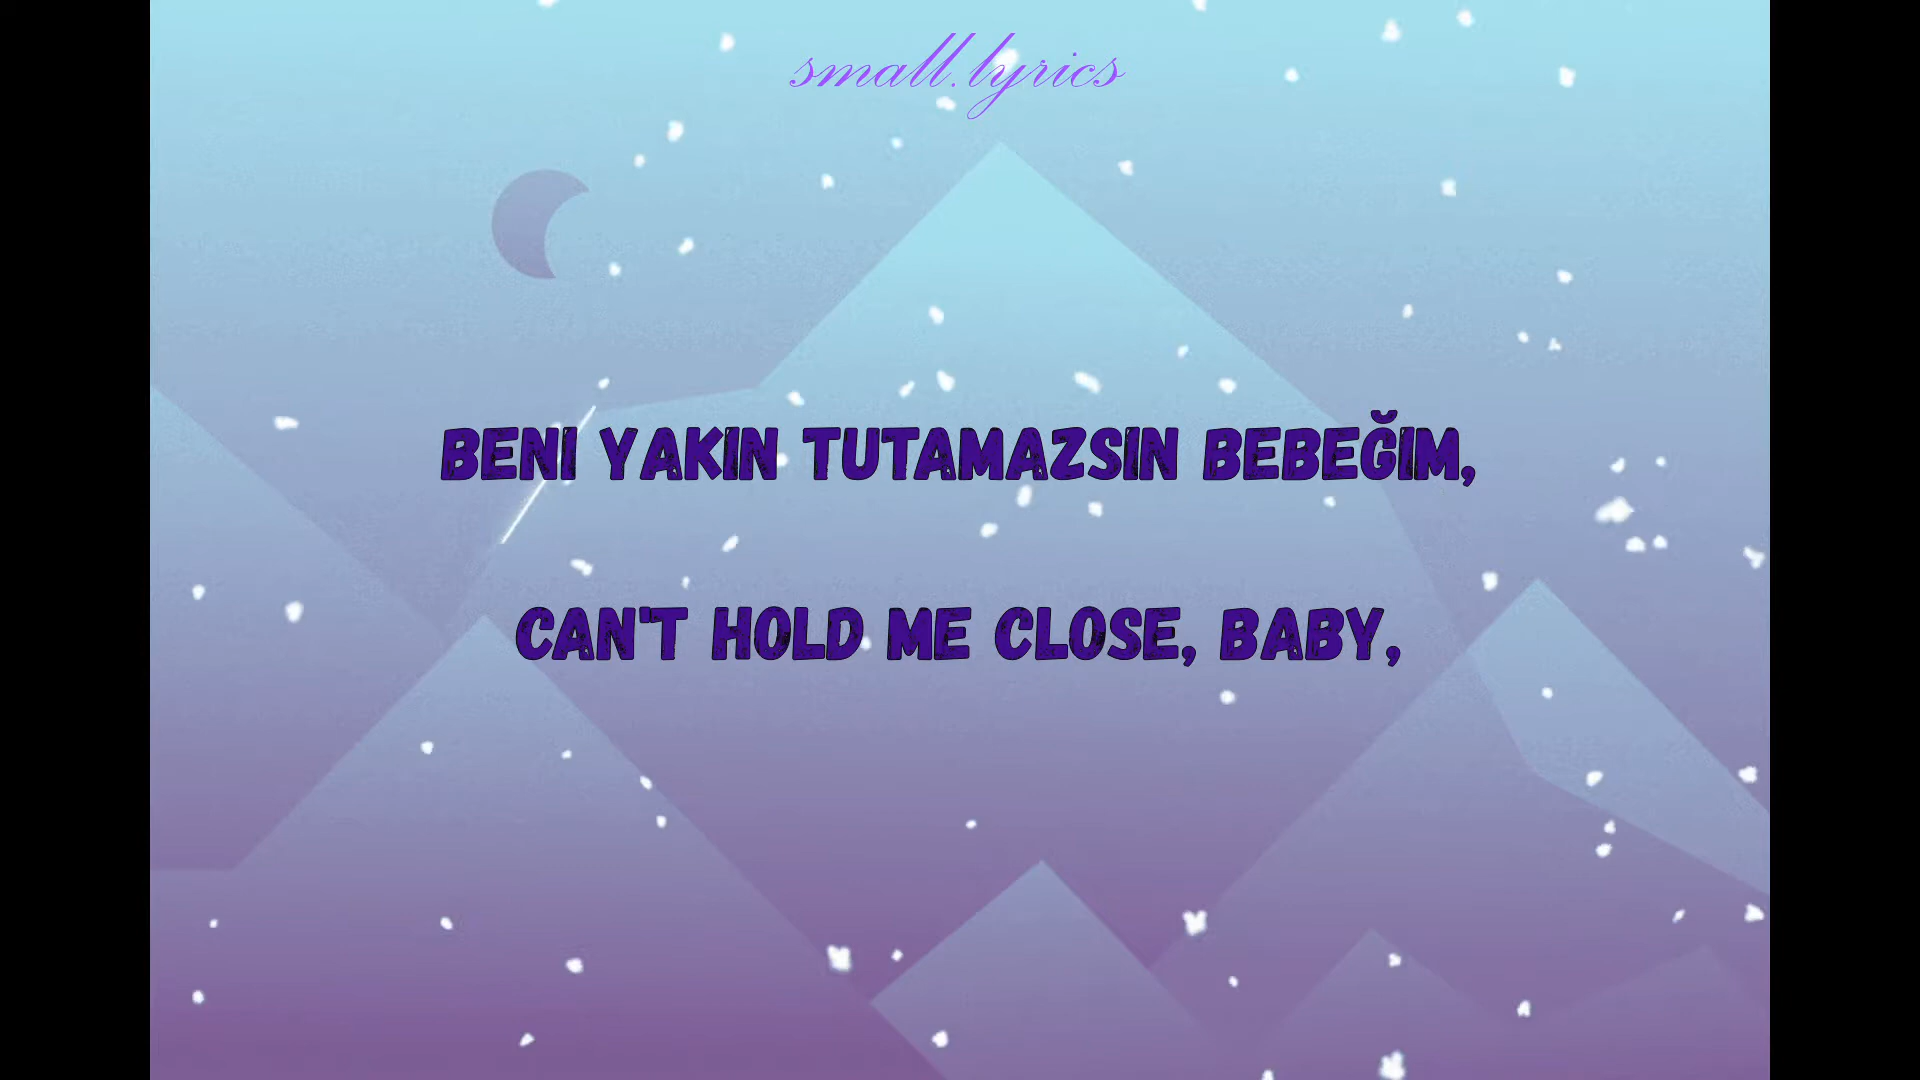 small.lyrics
BENI YAKIN TUTAMAZSIN BEBEĞIM,
CAN'T HOLD ME CLOSE, BABY,